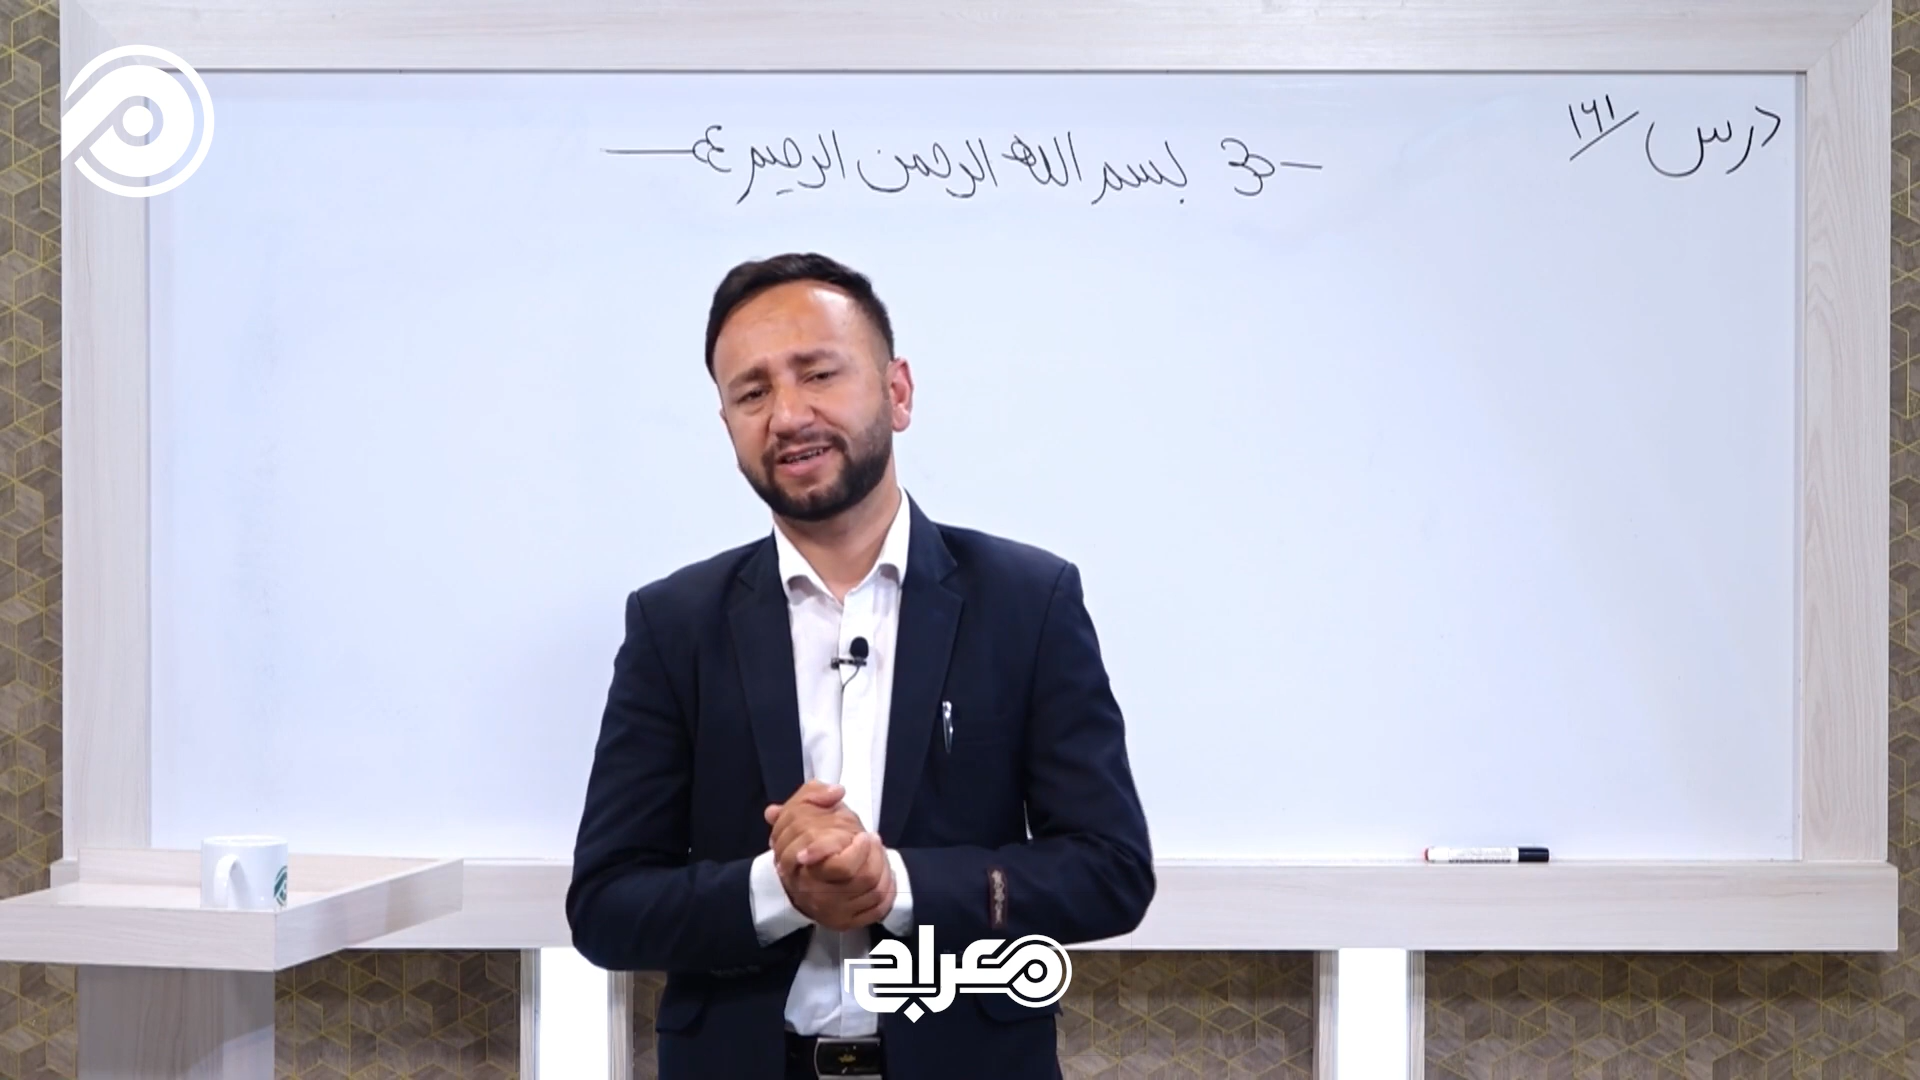 درس ۱۶۱
بسم الله الرحمن الرحیم
معراج